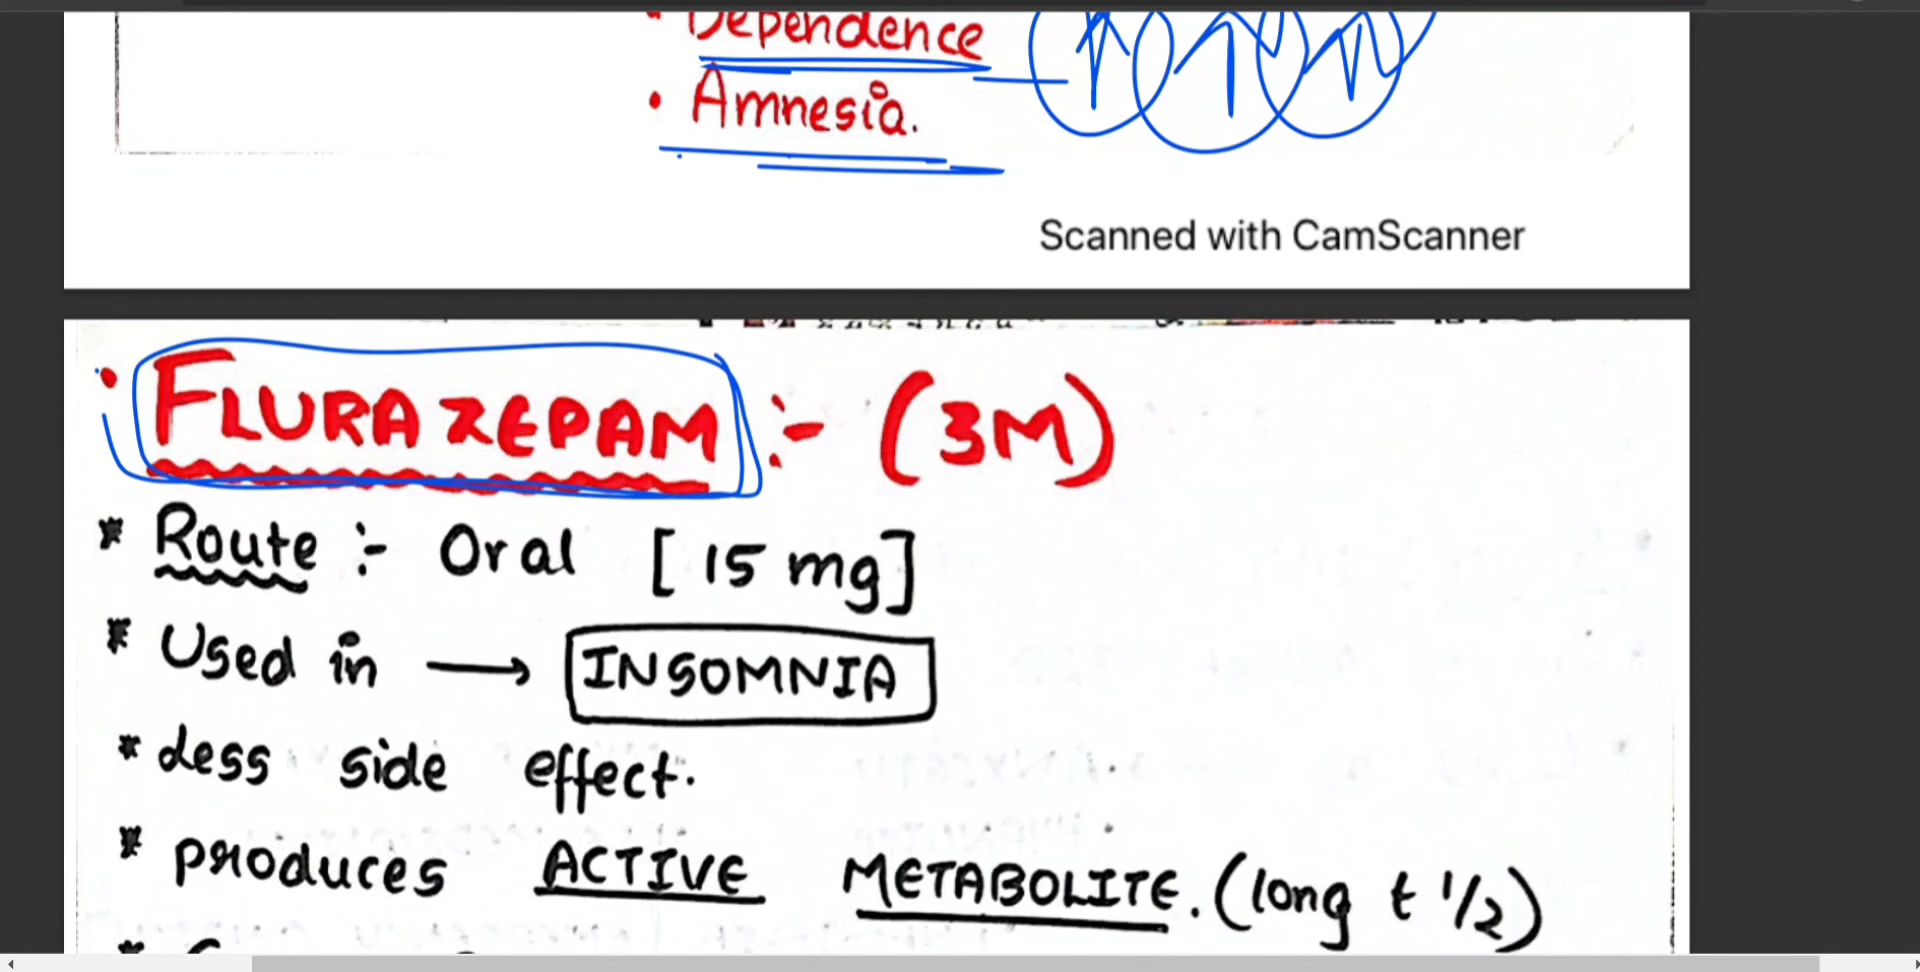 • Dependence
• Amnesia.
Scanned with CamScanner
• FLURAZEPAM :- (3M)
* Route :- Oral [15 mg]
* Used in → INSOMNIA
* Less side effect.
* produces ACTIVE METABOLITE. (long t 1/2)